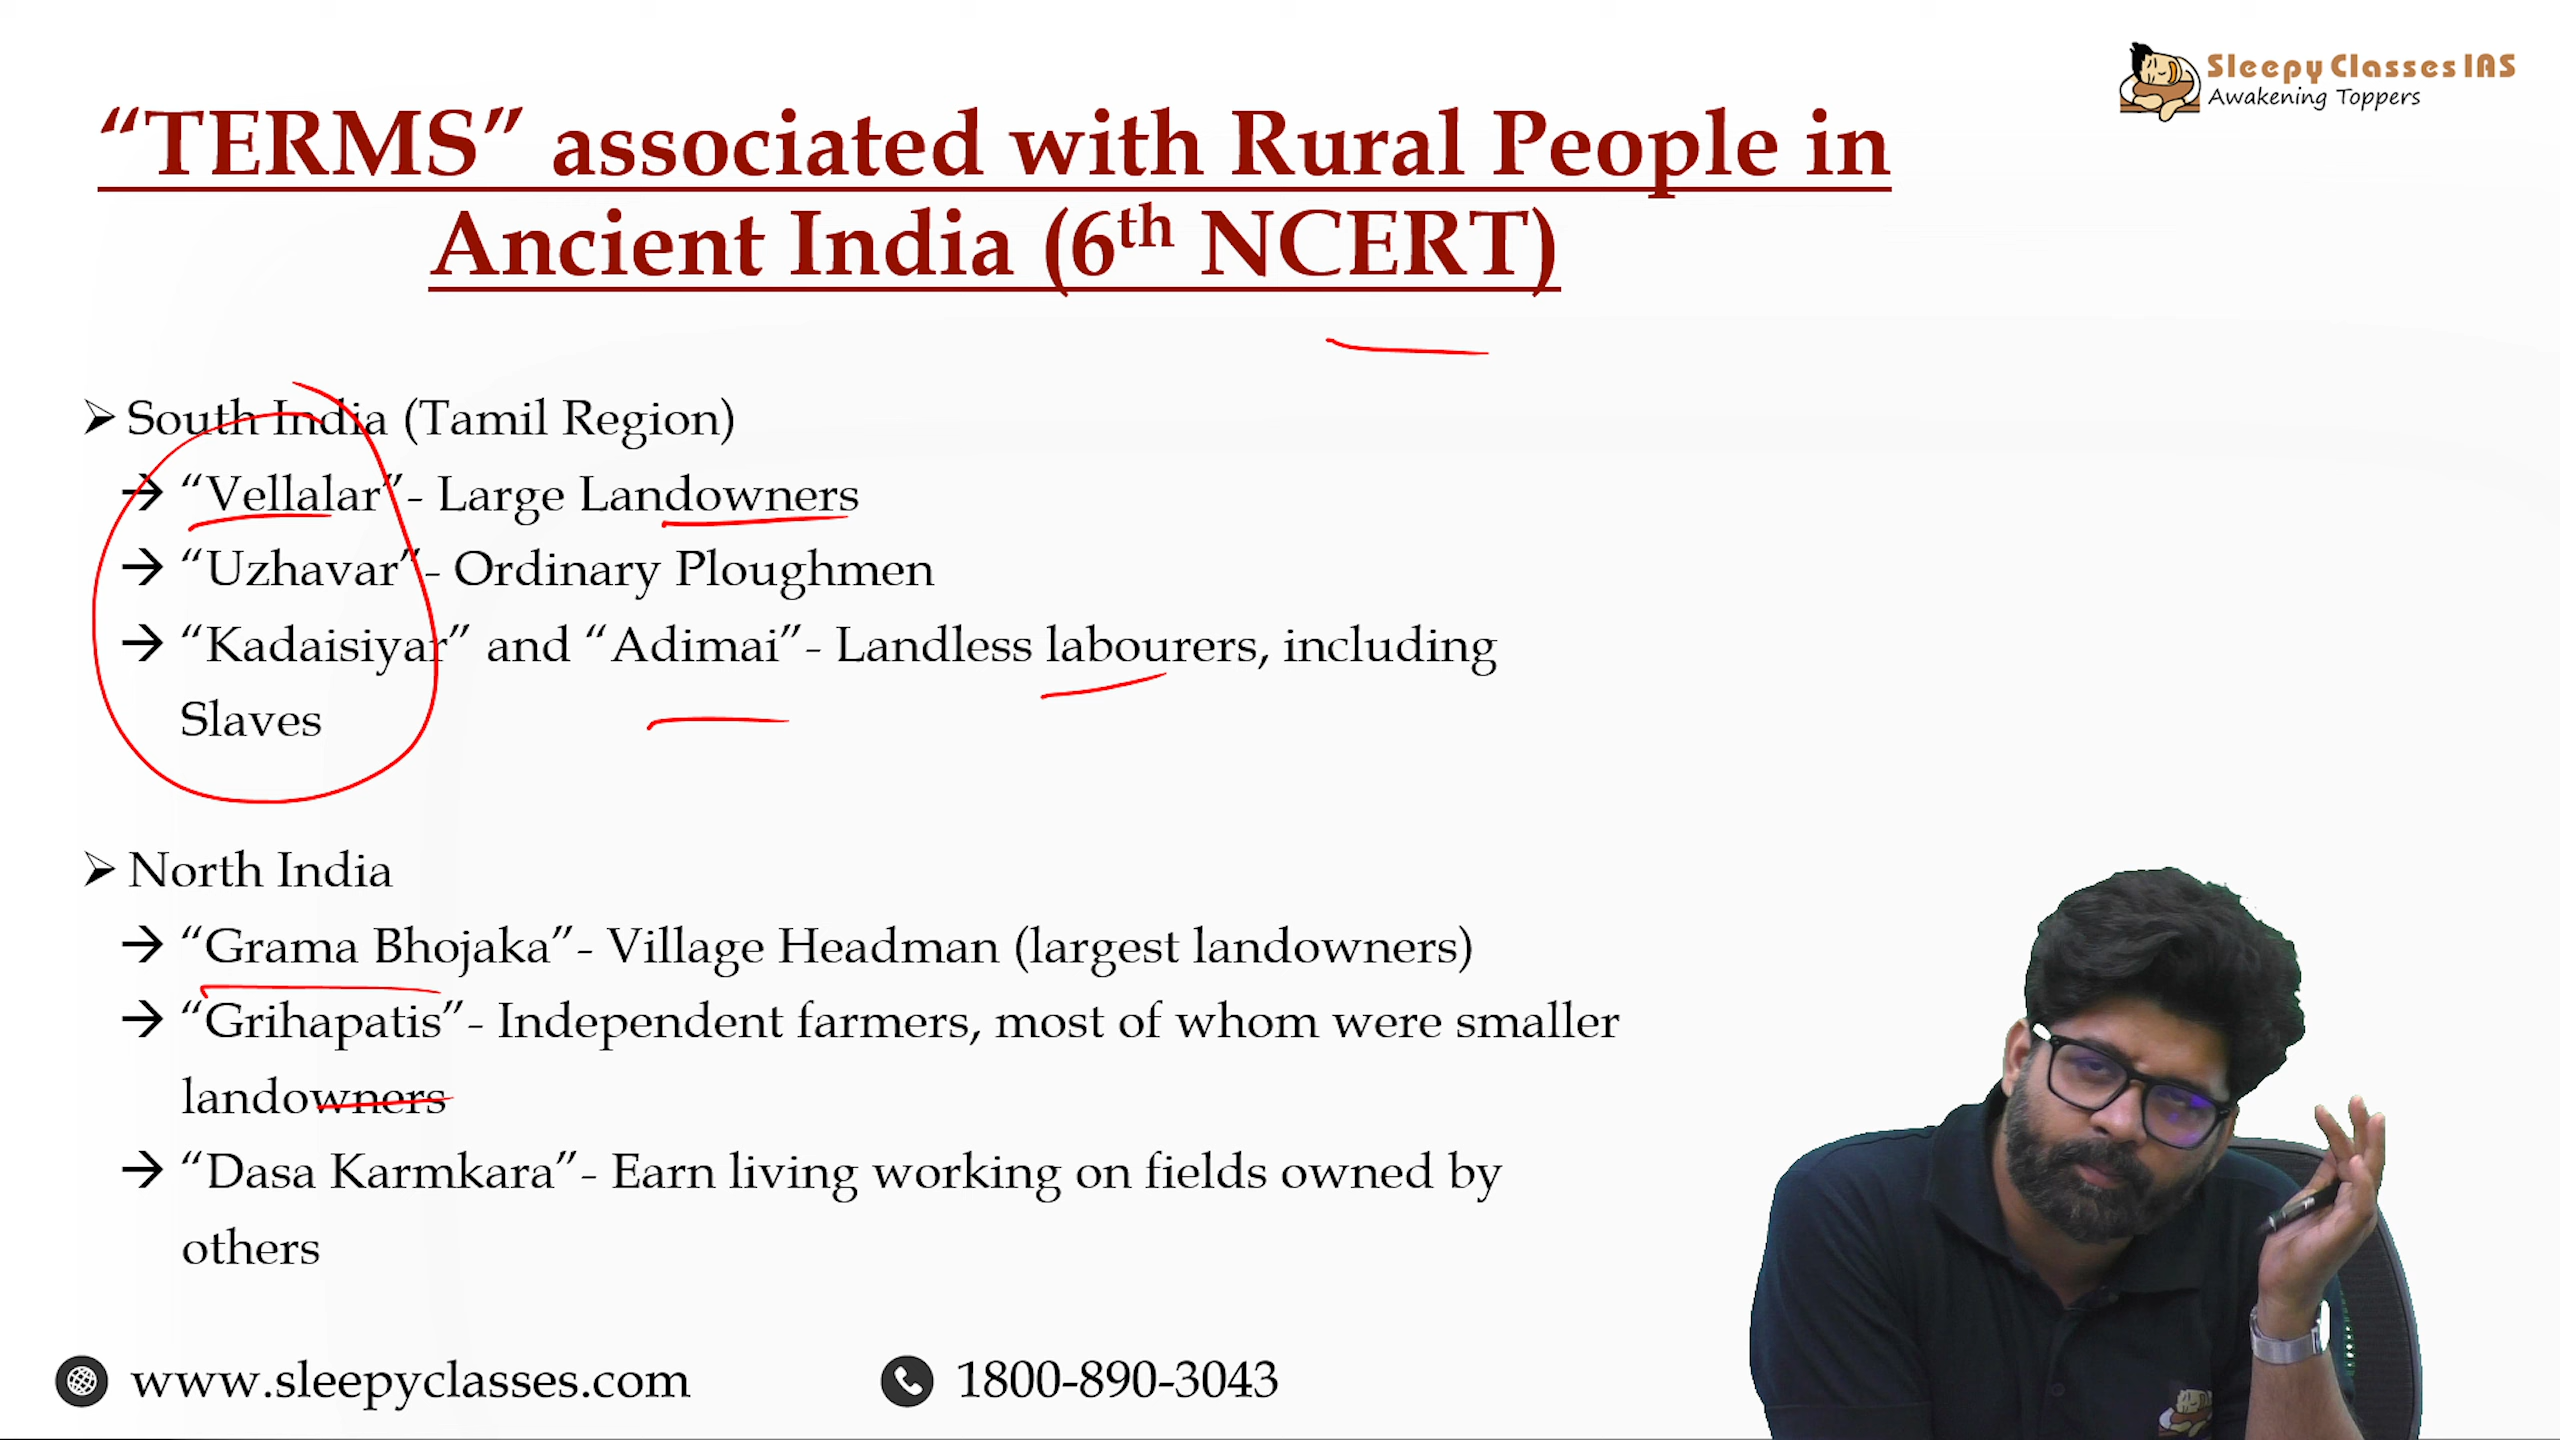 Sleepy Classes IAS
Awakening Toppers
“TERMS” associated with Rural People in
Ancient India (6th NCERT)
➢ South India (Tamil Region)
→ “Vellalar”- Large Landowners
→ “Uzhavar”- Ordinary Ploughmen
→ “Kadaisiyar” and “Adimai”- Landless labourers, including
Slaves
➢ North India
→ “Grama Bhojaka”- Village Headman (largest landowners)
→ “Grihapatis”- Independent farmers, most of whom were smaller
landowners
→ “Dasa Karmkara”- Earn living working on fields owned by
others
www.sleepyclasses.com
1800-890-3043